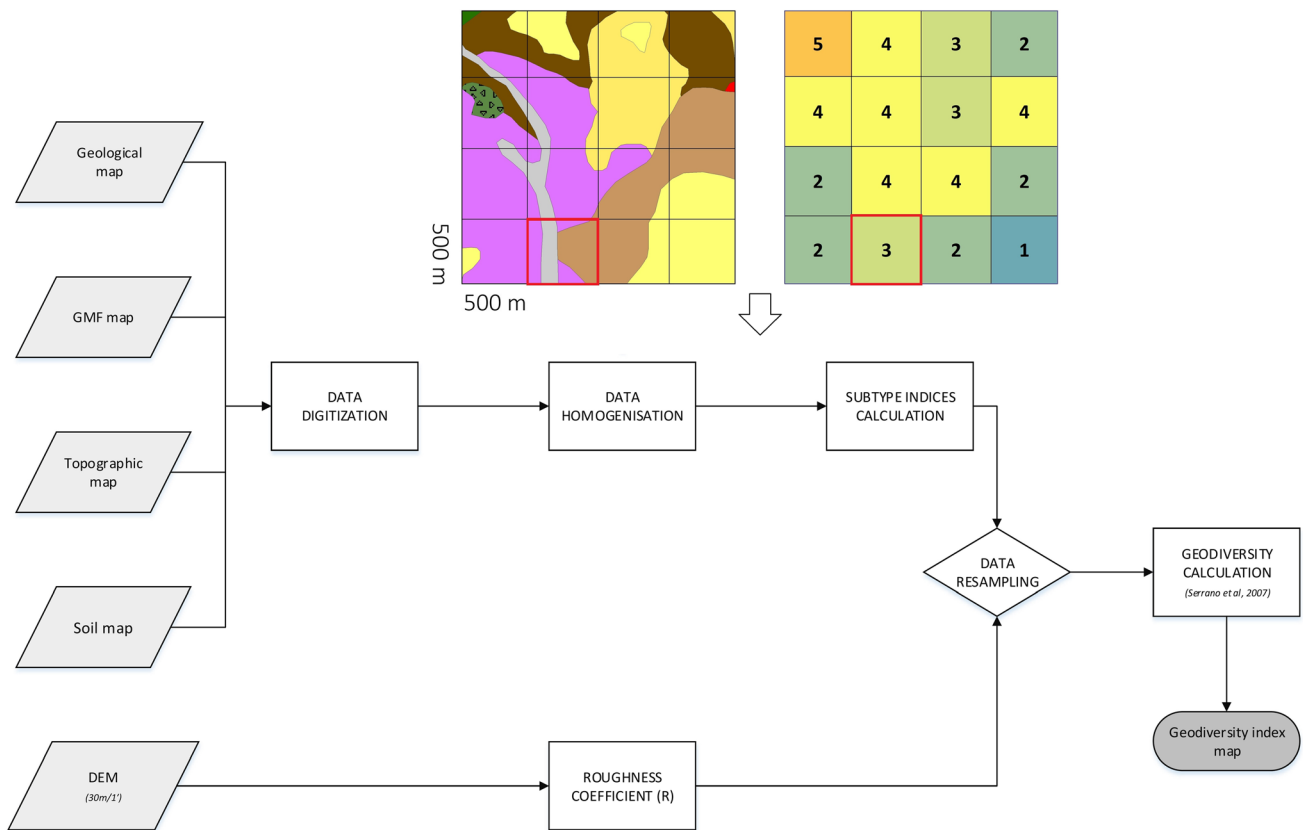 5 4 3 2
4 4 3 4
2 4 4 2
2 3 2 1
500 m
500 m
Geological
map
GMF map
Topographic
map
Soil map
DATA
DIGITIZATION
DATA
HOMOGENISATION
SUBTYPE INDICES
CALCULATION
DATA
RESAMPLING
GEODIVERSITY
CALCULATION
(Serrano et al, 2007)
Geodiversity index
map
DEM
(30m/1')
ROUGHNESS
COEFFICIENT (R)